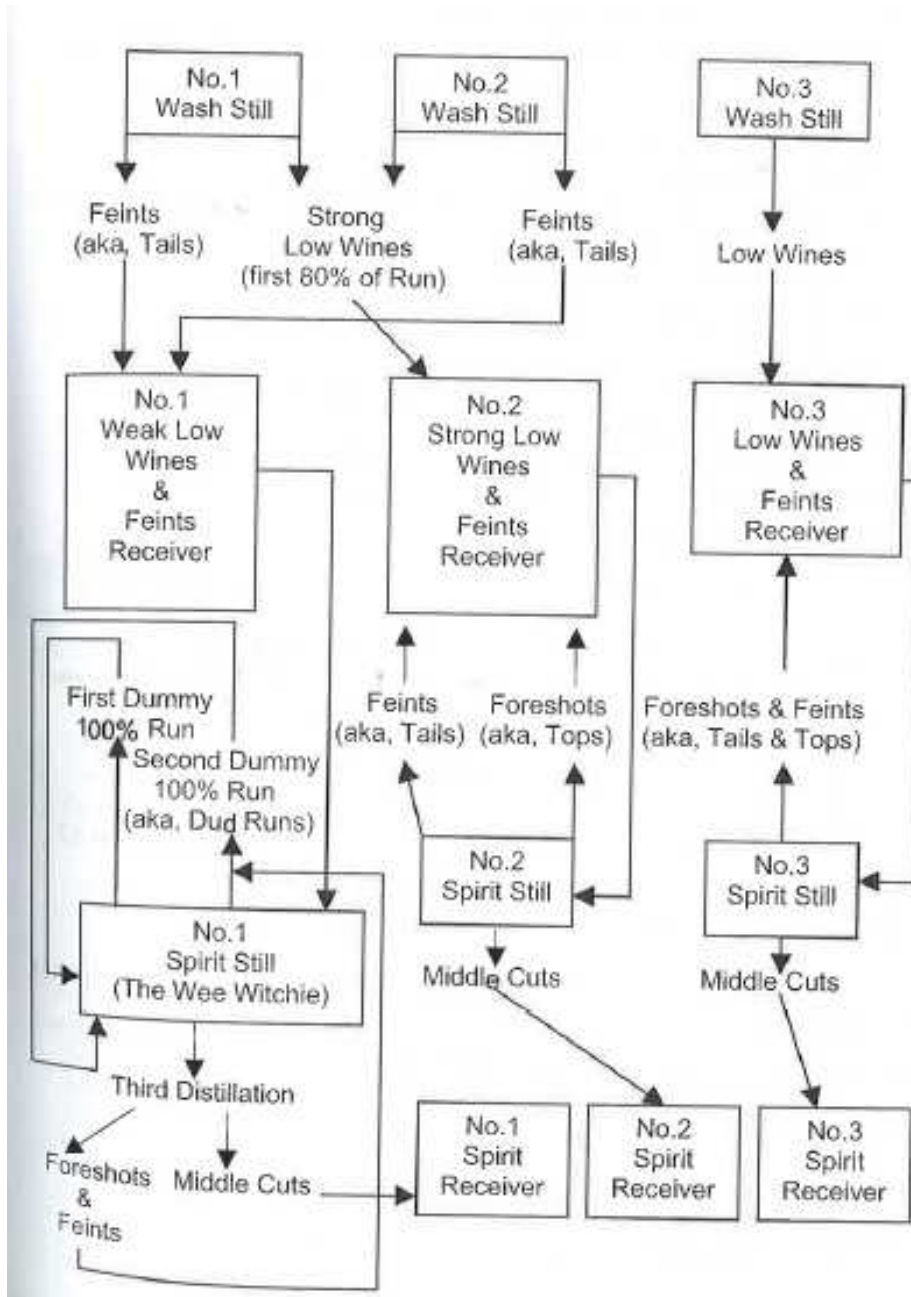 No.1
Wash Still
No.2
Wash Still
No.3
Wash Still
Feints
(aka, Tails)
Strong
Low Wines
(first 80% of Run)
Feints
(aka, Tails)
Low Wines
No.1
Weak Low
Wines
&
Feints
Receiver
No.2
Strong Low
Wines
&
Feints
Receiver
No.3
Low Wines
&
Feints
Receiver
First Dummy
100% Run
Second Dummy
100% Run
(aka, Dud Runs)
Feints
(aka, Tails)
Foreshots
(aka, Tops)
Foreshots & Feints
(aka, Tails & Tops)
No.1
Spirit Still
(The Wee Witchie)
No.2
Spirit Still
No.3
Spirit Still
Middle Cuts
Middle Cuts
Third Distillation
Foreshots
&
Feints
Middle Cuts
No.1
Spirit
Receiver
No.2
Spirit
Receiver
No.3
Spirit
Receiver